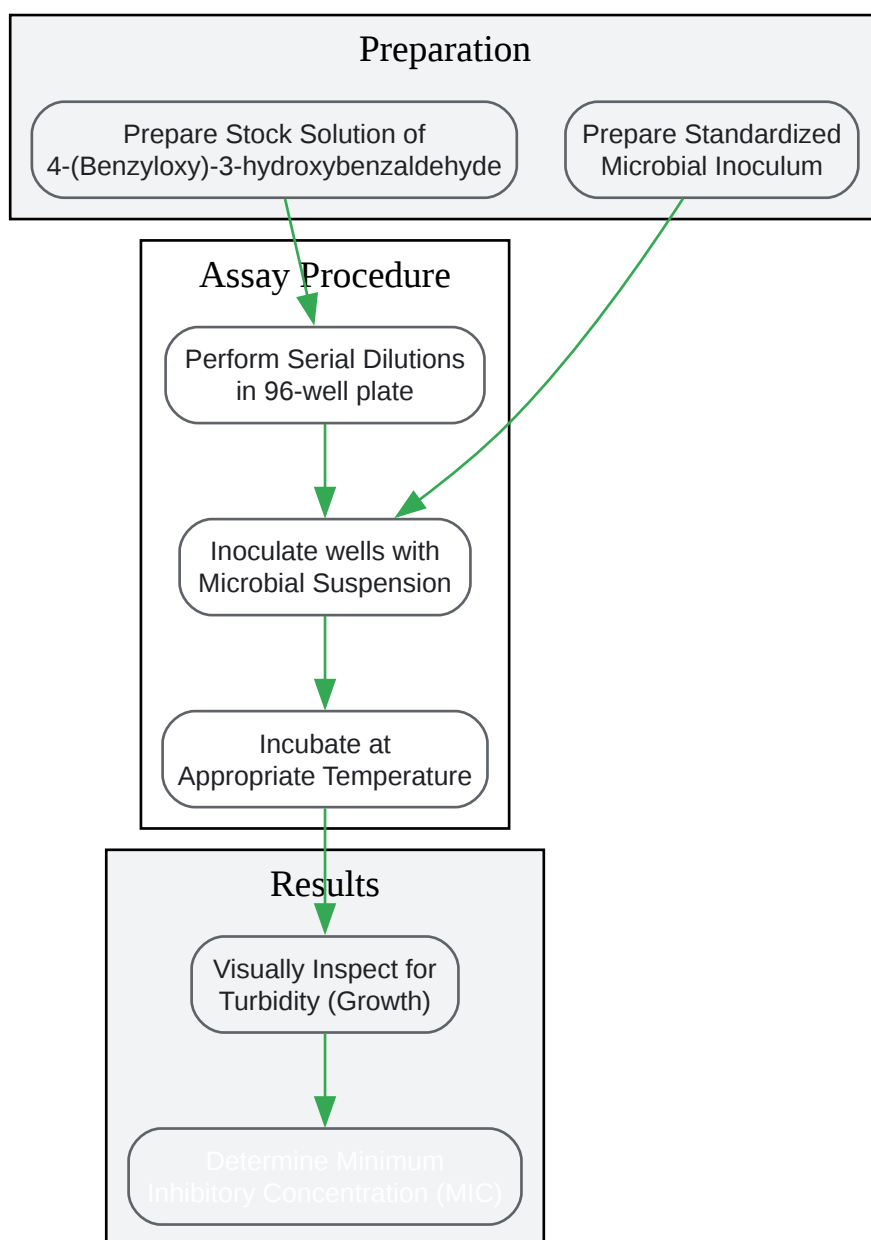 Preparation
Prepare Stock Solution of
4-(Benzyloxy)-3-hydroxybenzaldehyde
Prepare Standardized
Microbial Inoculum
Assay Procedure
Perform Serial Dilutions
in 96-well plate
Inoculate wells with
Microbial Suspension
Incubate at
Appropriate Temperature
Results
Visually Inspect for
Turbidity (Growth)
Determine Minimum
Inhibitory Concentration (MIC)